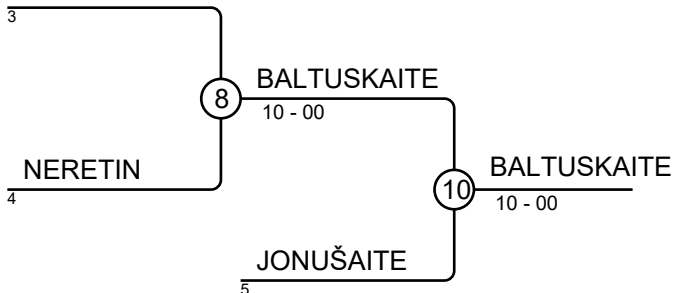 3
8
BALTUSKAITE
10 - 00
NERETIN
4
10
BALTUSKAITE
10 - 00
JONUŠAITE
5